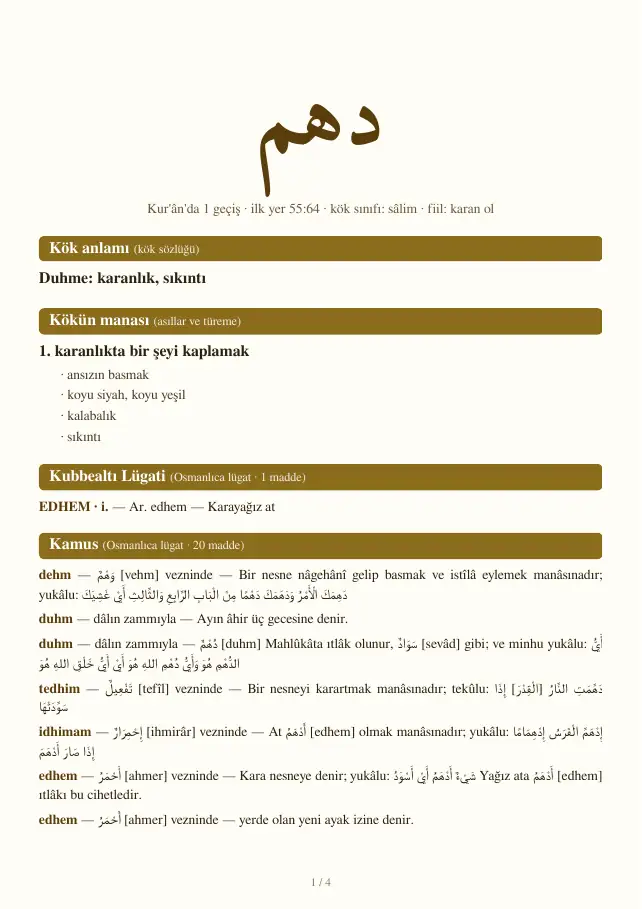 دهم
Kur'ân'da 1 geçiş · ilk yer 55:64 · kök sınıfı: sâlim · fiil: karan ol
Kök anlamı (kök sözlüğü)
Duhme: karanlık, sıkıntı
Kökün manası (asıllar ve türeme)
1. karanlıkta bir şeyi kaplamak
· ansızın basmak
· koyu siyah, koyu yeşil
· kalabalık
· sıkıntı
Kubbealtı Lügati (Osmanlıca lügat · 1 madde)
EDHEM · i. — Ar. edhem — Karayağız at
Kamus (Osmanlıca lügat · 20 madde)
dehm — وَهْمٌ [vehm] vezninde — Bir nesne nâgehânî gelip basmak ve istîlâ eylemek manâsınadır;
yukâlu: دَهِمَكَ الْأَمْرُ وَدَهَمَكَ دَهْمًا مِنَ الْبَابِ الرَّابِعِ وَالثَّالِثِ أَيْ غَشِيَكَ
duhm — dâlın zammıyla — Ayın âhir üç gecesine denir.
duhm — dâlın zammıyla — دُهْمٌ [duhm] Mahlûkâta ıtlâk olunur, سَوَادٌ [sevâd] gibi; ve minhu yukâlu: أَيُّ
الدُّهْمِ هُوَ وَأَيُّ دُهْمِ اللهِ هُوَ أَيْ أَيُّ خَلْقِ اللهِ هُوَ
tedhim — تَفْعِيلٌ [tefîl] vezninde — Bir nesneyi karartmak manâsınadır; tekûlu: دَهَّمَتِ النَّارُ [الْقِدْرَ] إِذَا
سَوَّدَتْهَا
idhimam — إِحْمِرَارٌ [ihmirâr] vezninde — At أَدْهَمُ [edhem] olmak manâsınadır; yukâlu: إِدْهَمَّ الْفَرَسُ إِدْهِمَامًا
إِذَا صَارَ أَدْهَمَ
edhem — أَحْمَرُ [ahmer] vezninde — Kara nesneye denir; yukâlu: شَيْءٌ أَدْهَمُ أَيْ أَسْوَدُ Yağız ata أَدْهَمُ [edhem]
ıtlâkı bu cihetledir.
edhem — أَحْمَرُ [ahmer] vezninde — yerde olan yeni ayak izine denir.
1 / 4